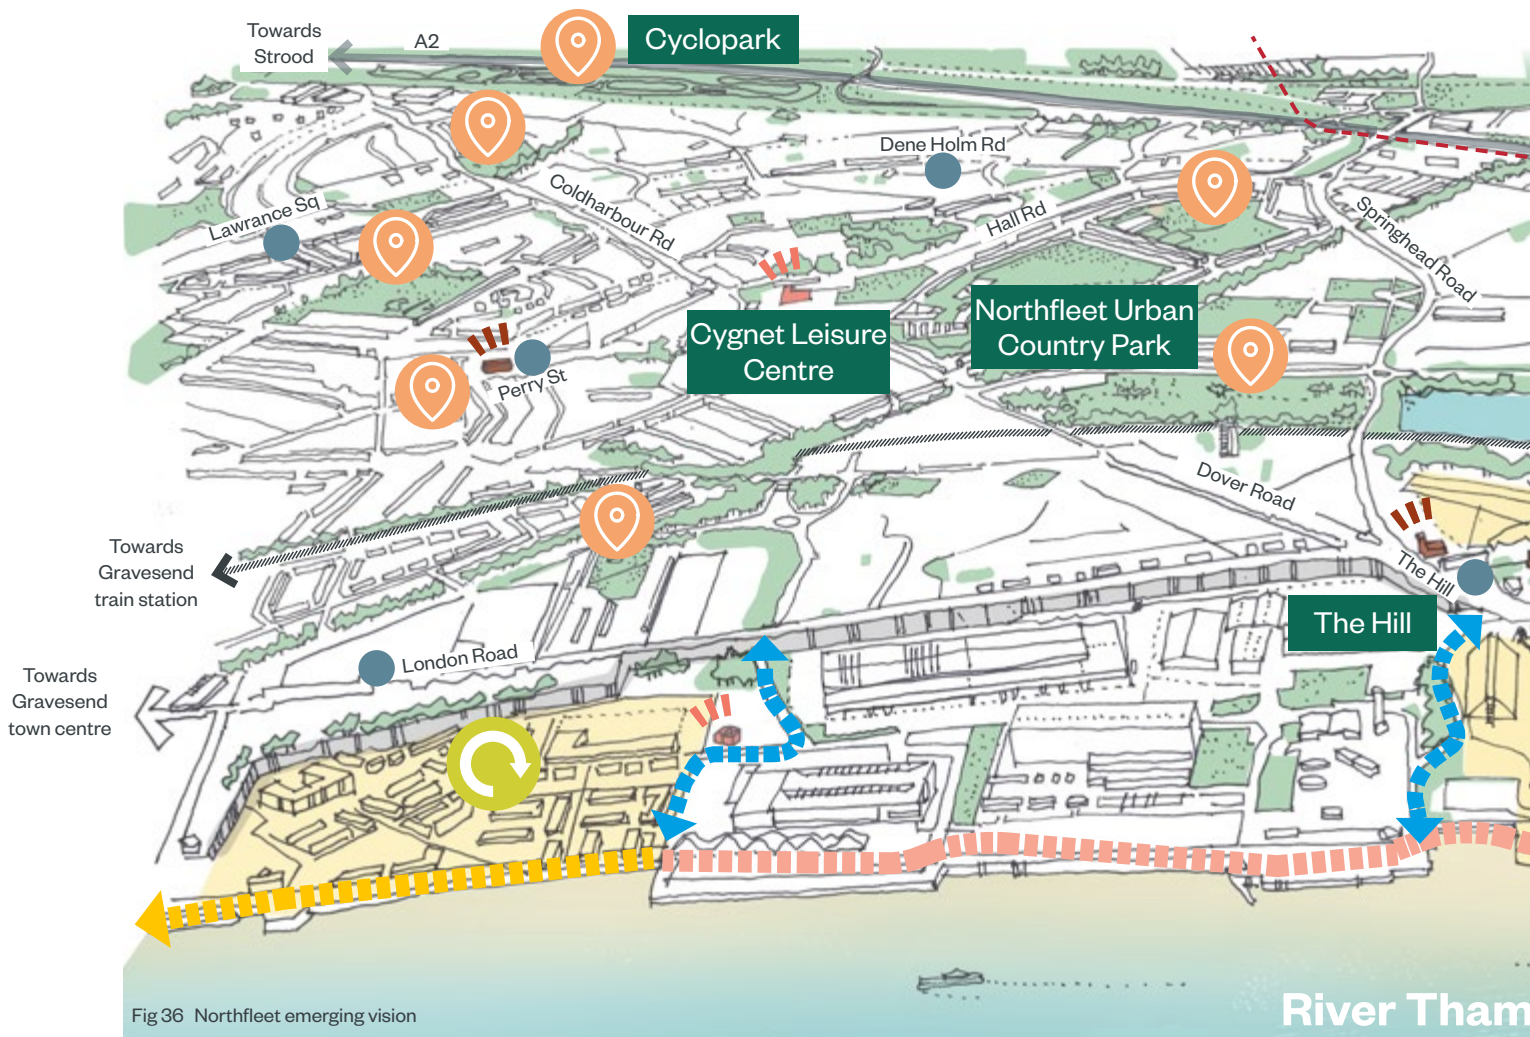 Towards
Strood
A2
Cyclopark
Dene Holm Rd
Lawrance Sq
Coldharbour Rd
Hall Rd
Springhead Road
Cygnet Leisure
Centre
Northfleet Urban
Country Park
Perry St
Dover Road
Towards
Gravesend
train station
The Hill
The Hill
London Road
Towards
Gravesend
town centre
River Tham
Fig 36 Northfleet emerging vision